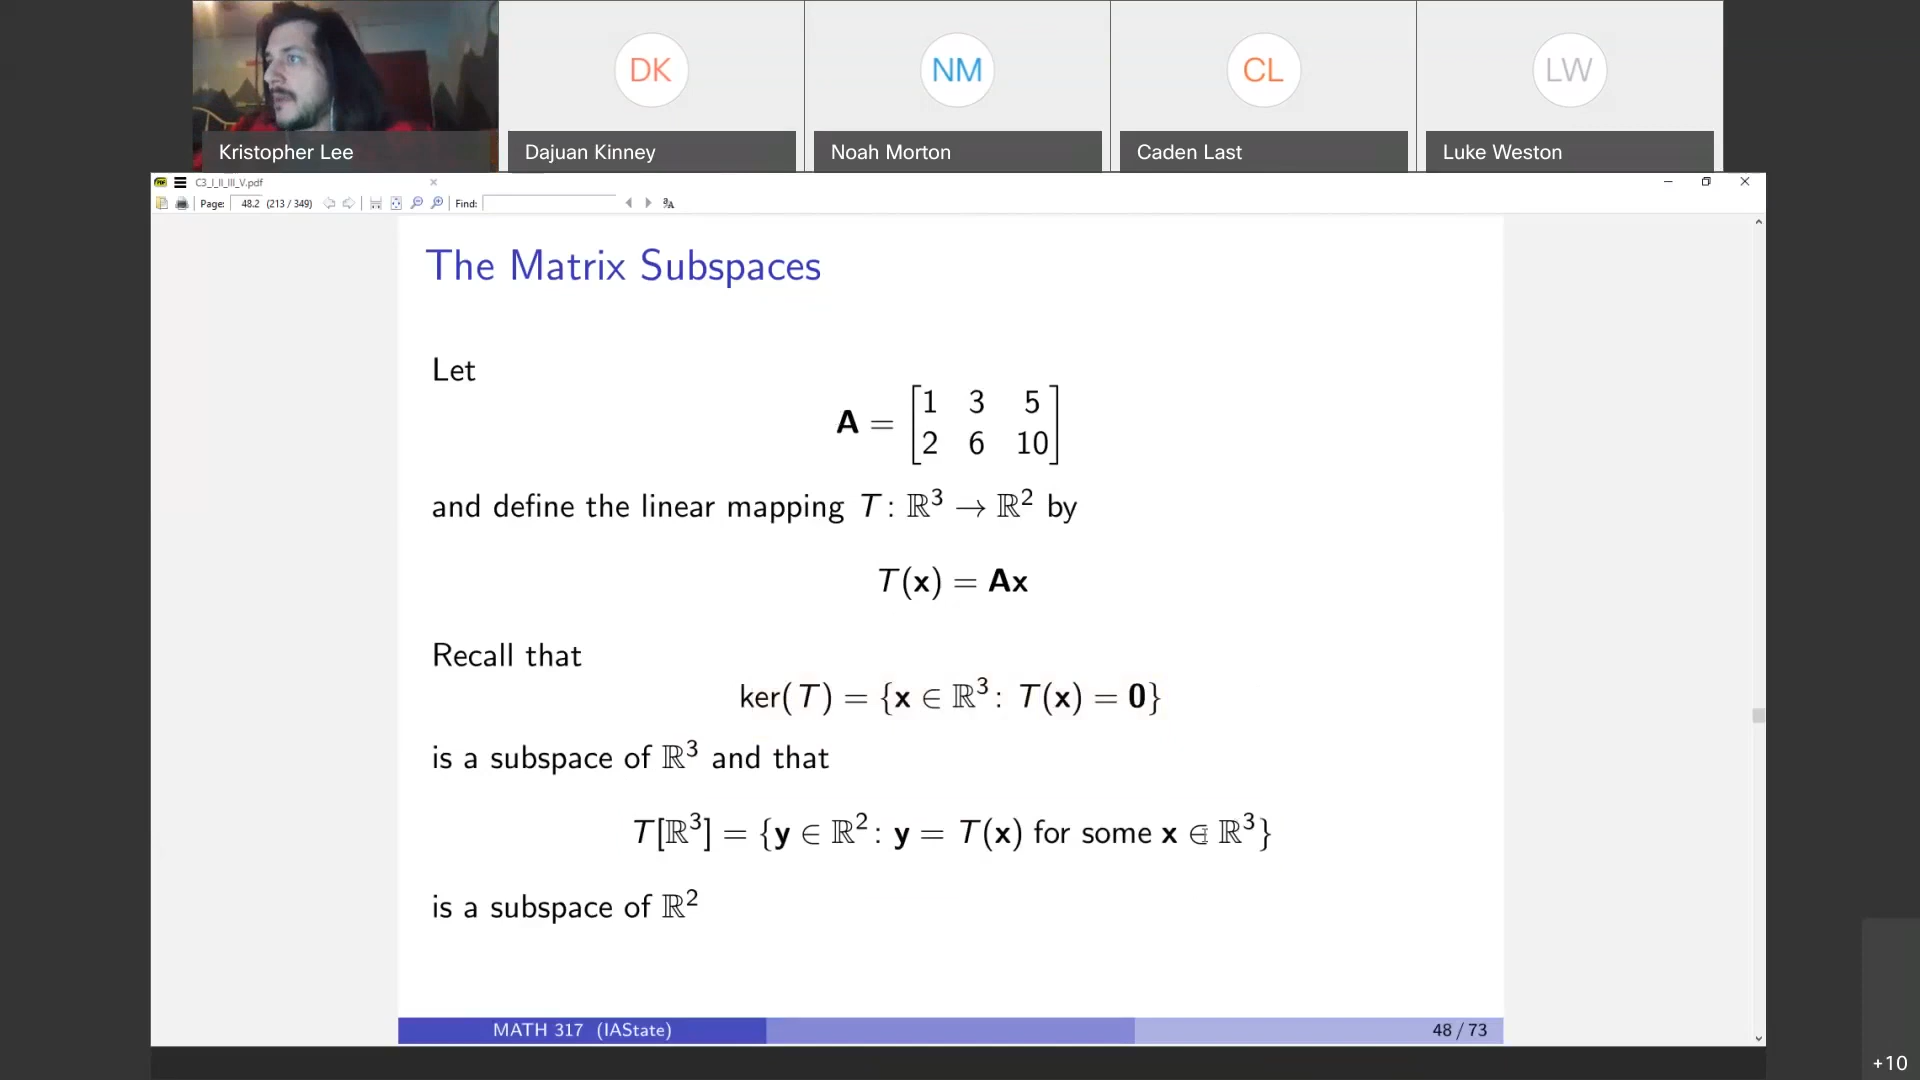 DK
NM
CL
LW
Kristopher Lee
Dajuan Kinney
Noah Morton
Caden Last
Luke Weston
C3_I_II_III_V.pdf
Page: 48.2 (213 / 349) Find:
The Matrix Subspaces
Let
A = [1 3 5
2 6 10]
and define the linear mapping T : ℝ³ → ℝ² by
T(x) = Ax
Recall that
ker(T) = {x ∈ ℝ³ : T(x) = 0}
is a subspace of ℝ³ and that
T[ℝ³] = {y ∈ ℝ² : y = T(x) for some x ∈ ℝ³}
is a subspace of ℝ²
MATH 317 (IAState) 48 / 73
+10